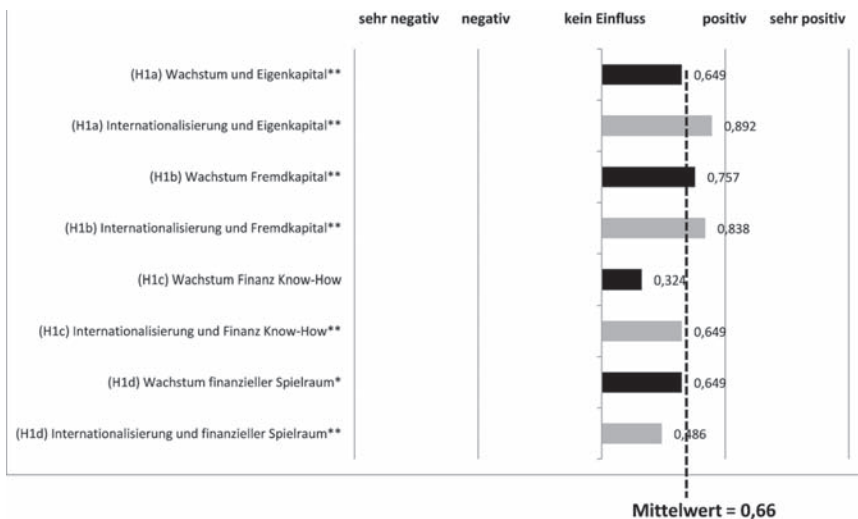 sehr negativ negativ kein Einfluss positiv sehr positiv
(H1a) Wachstum und Eigenkapital** 0,649
(H1a) Internationalisierung und Eigenkapital** 0,892
(H1b) Wachstum Fremdkapital** 0,757
(H1b) Internationalisierung und Fremdkapital** 0,838
(H1c) Wachstum Finanz Know-How 0,324
(H1c) Internationalisierung und Finanz Know-How** 0,649
(H1d) Wachstum finanzieller Spielraum* 0,649
(H1d) Internationalisierung und finanzieller Spielraum** 0,486
Mittelwert = 0,66